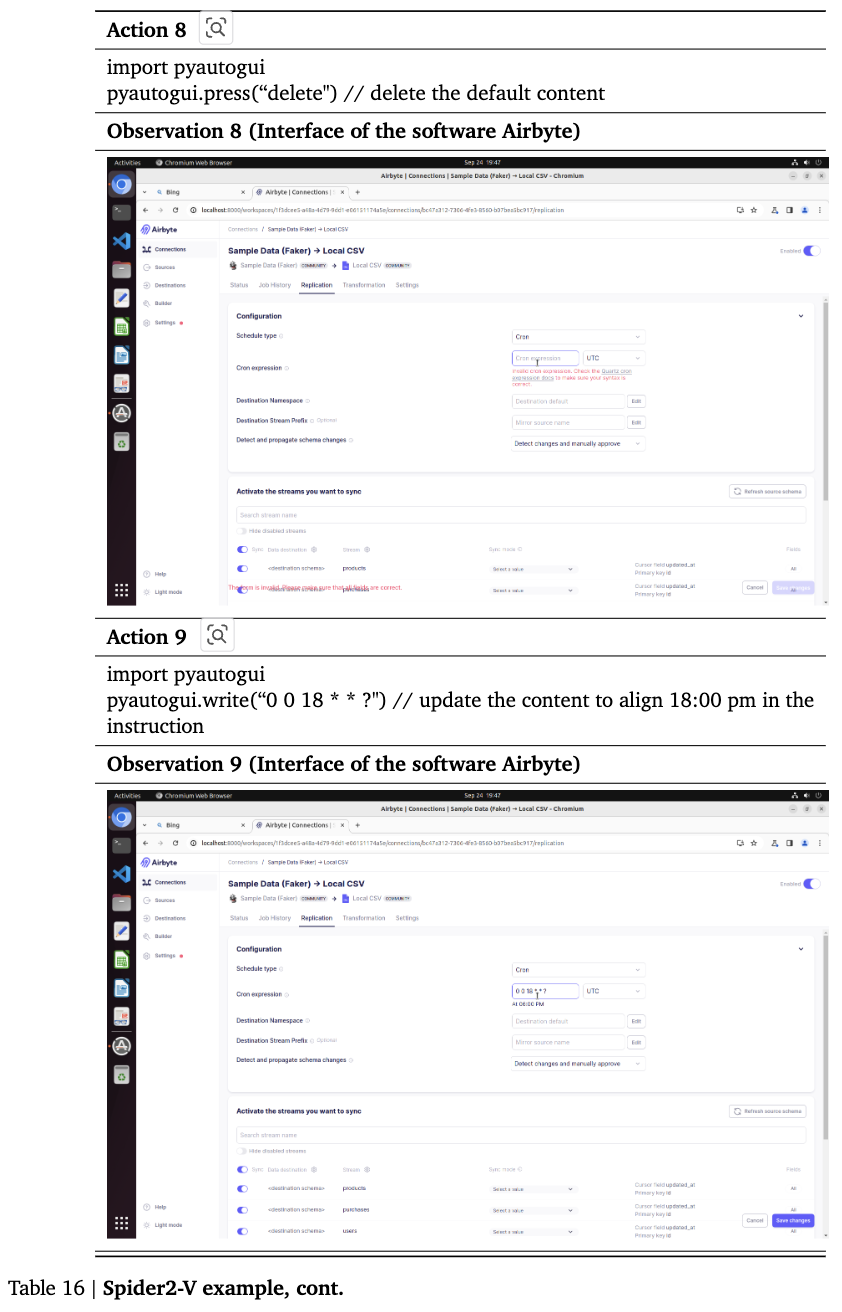 Action 8
import pyautogui
pyautogui.press(“delete") // delete the default content
Observation 8 (Interface of the software Airbyte)
Activities Chromium Web Browser Sep 24 19:47
Airbyte | Connections | Sample Data (Faker) → Local CSV - Chromium
Bing × Airbyte | Connections | × +
Airbyte
Connections / Sample Data (Faker) → Local CSV
Connections
Sample Data (Faker) → Local CSV
Enabled
Sources
Sample Data (Faker) COMMUNITY → Local CSV COMMUNITY
Destinations
Status Job History Replication Transformation Settings
Builder
Settings
Configuration
Schedule type
Cron
Cron expression
Cron expression UTC
Invalid cron expression. Check the Quartz cron
expression docs to make sure your syntax is
correct.
Destination Namespace
Destination default Edit
Destination Stream Prefix Optional
Mirror source name Edit
Detect and propagate schema changes
Detect changes and manually approve
Activate the streams you want to sync
Refresh source schema
Search stream name
Hide disabled streams
Sync Data destination Stream Sync mode Fields
<destination schema> products Select a value Cursor field updated_at All
Primary key id
Help
The form is invalid. Please make sure that all fields are correct.
<destination schema> purchases Select a value Cursor field updated_at All
Primary key id
Cancel Save changes
Light mode
Action 9
import pyautogui
pyautogui.write(“0 0 18 * * ?") // update the content to align 18:00 pm in the
instruction
Observation 9 (Interface of the software Airbyte)
Activities Chromium Web Browser Sep 24 19:47
Airbyte | Connections | Sample Data (Faker) → Local CSV - Chromium
Bing × Airbyte | Connections | × +
Airbyte
Connections / Sample Data (Faker) → Local CSV
Connections
Sample Data (Faker) → Local CSV
Enabled
Sources
Sample Data (Faker) COMMUNITY → Local CSV COMMUNITY
Destinations
Status Job History Replication Transformation Settings
Builder
Settings
Configuration
Schedule type
Cron
Cron expression
0 0 18 * * ? UTC
At 06:00 PM
Destination Namespace
Destination default Edit
Destination Stream Prefix Optional
Mirror source name Edit
Detect and propagate schema changes
Detect changes and manually approve
Activate the streams you want to sync
Refresh source schema
Search stream name
Hide disabled streams
Sync Data destination Stream Sync mode Fields
<destination schema> products Select a value Cursor field updated_at All
Primary key id
Help
<destination schema> purchases Select a value Cursor field updated_at All
Primary key id
Cancel Save changes
Light mode
<destination schema> users Select a value Cursor field updated_at All
Primary key id
Table 16 | Spider2-V example, cont.